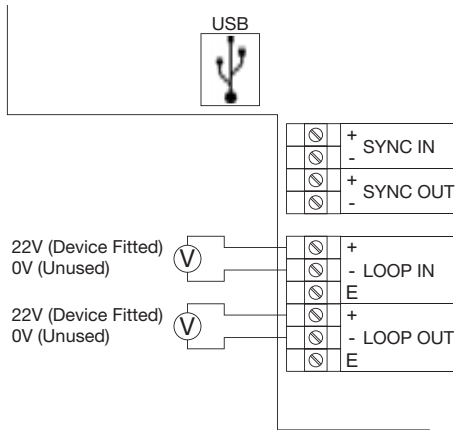 USB
+
SYNC IN
-
+
SYNC OUT
-
22V (Device Fitted)
0V (Unused)
V
+
- LOOP IN
E
22V (Device Fitted)
0V (Unused)
V
+
- LOOP OUT
E